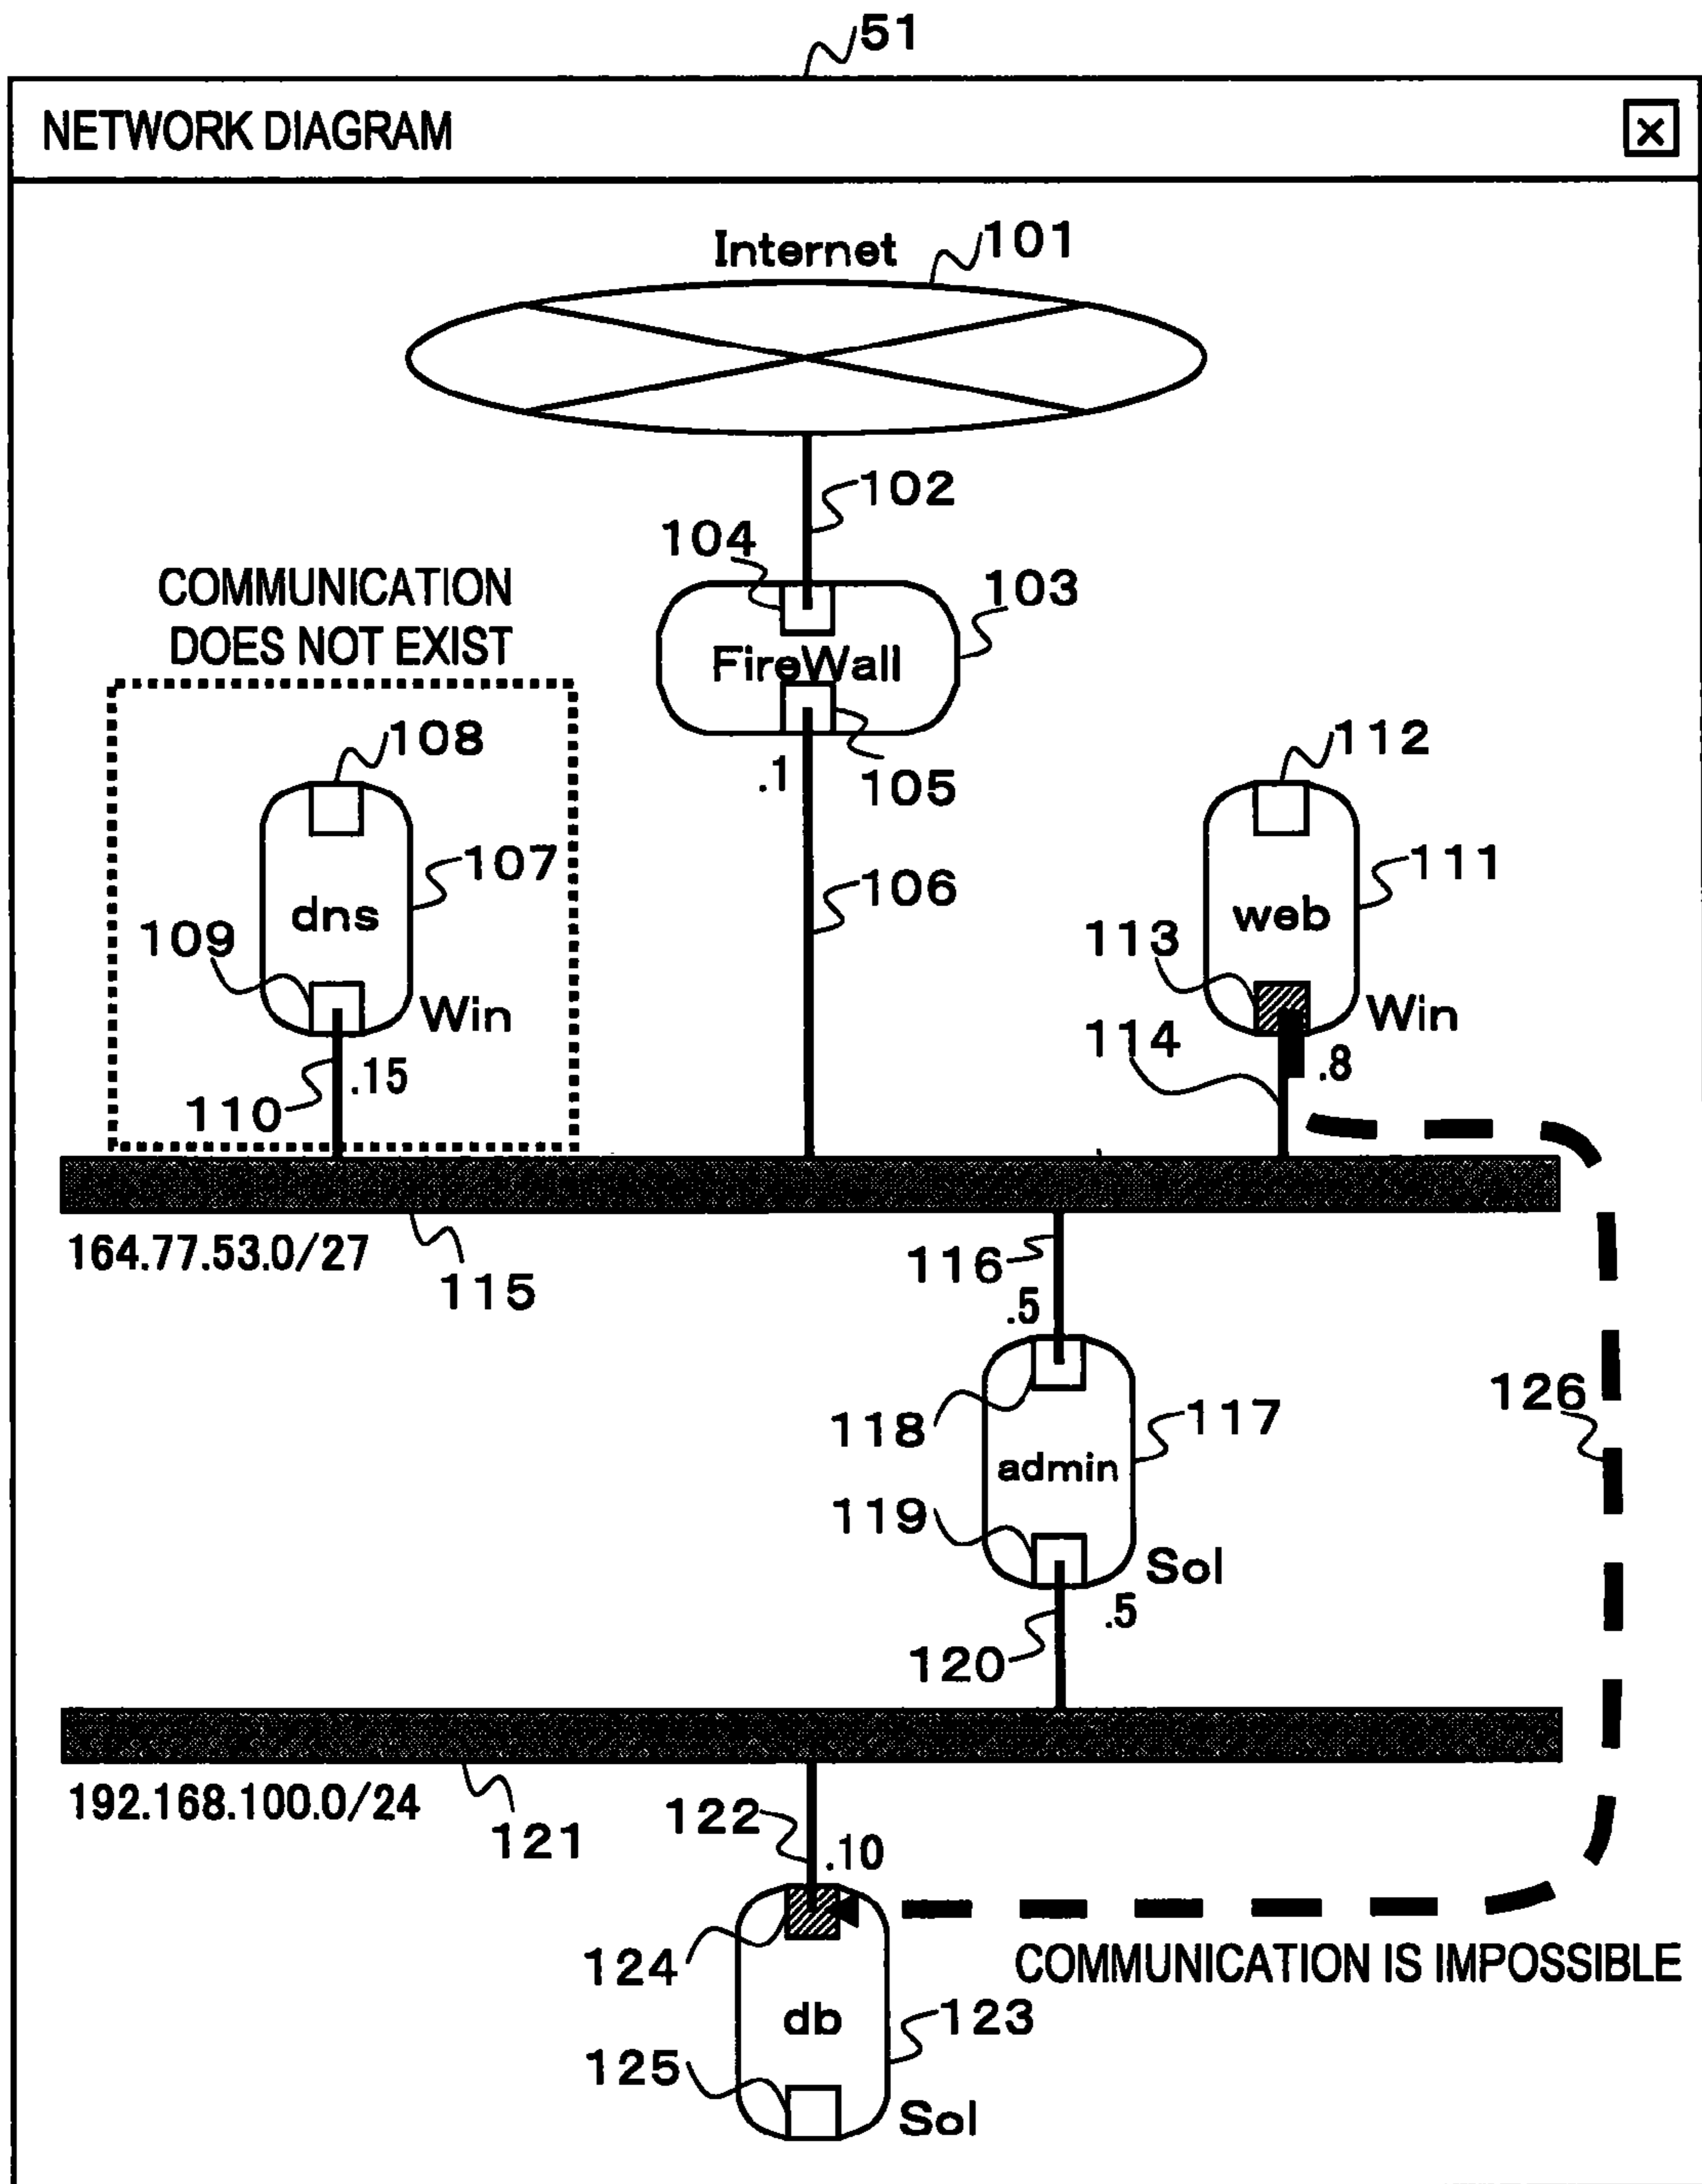 51
NETWORK DIAGRAM
x
Internet
101
102
104
103
COMMUNICATION
DOES NOT EXIST
FireWall
108
.1
105
112
107
106
111
dns
web
109
113
Win
Win
114
.15
.8
110
164.77.53.0/27
115
116
.5
126
118
117
admin
119
Sol
.5
120
192.168.100.0/24
121
122
.10
124
COMMUNICATION IS IMPOSSIBLE
db
123
125
Sol